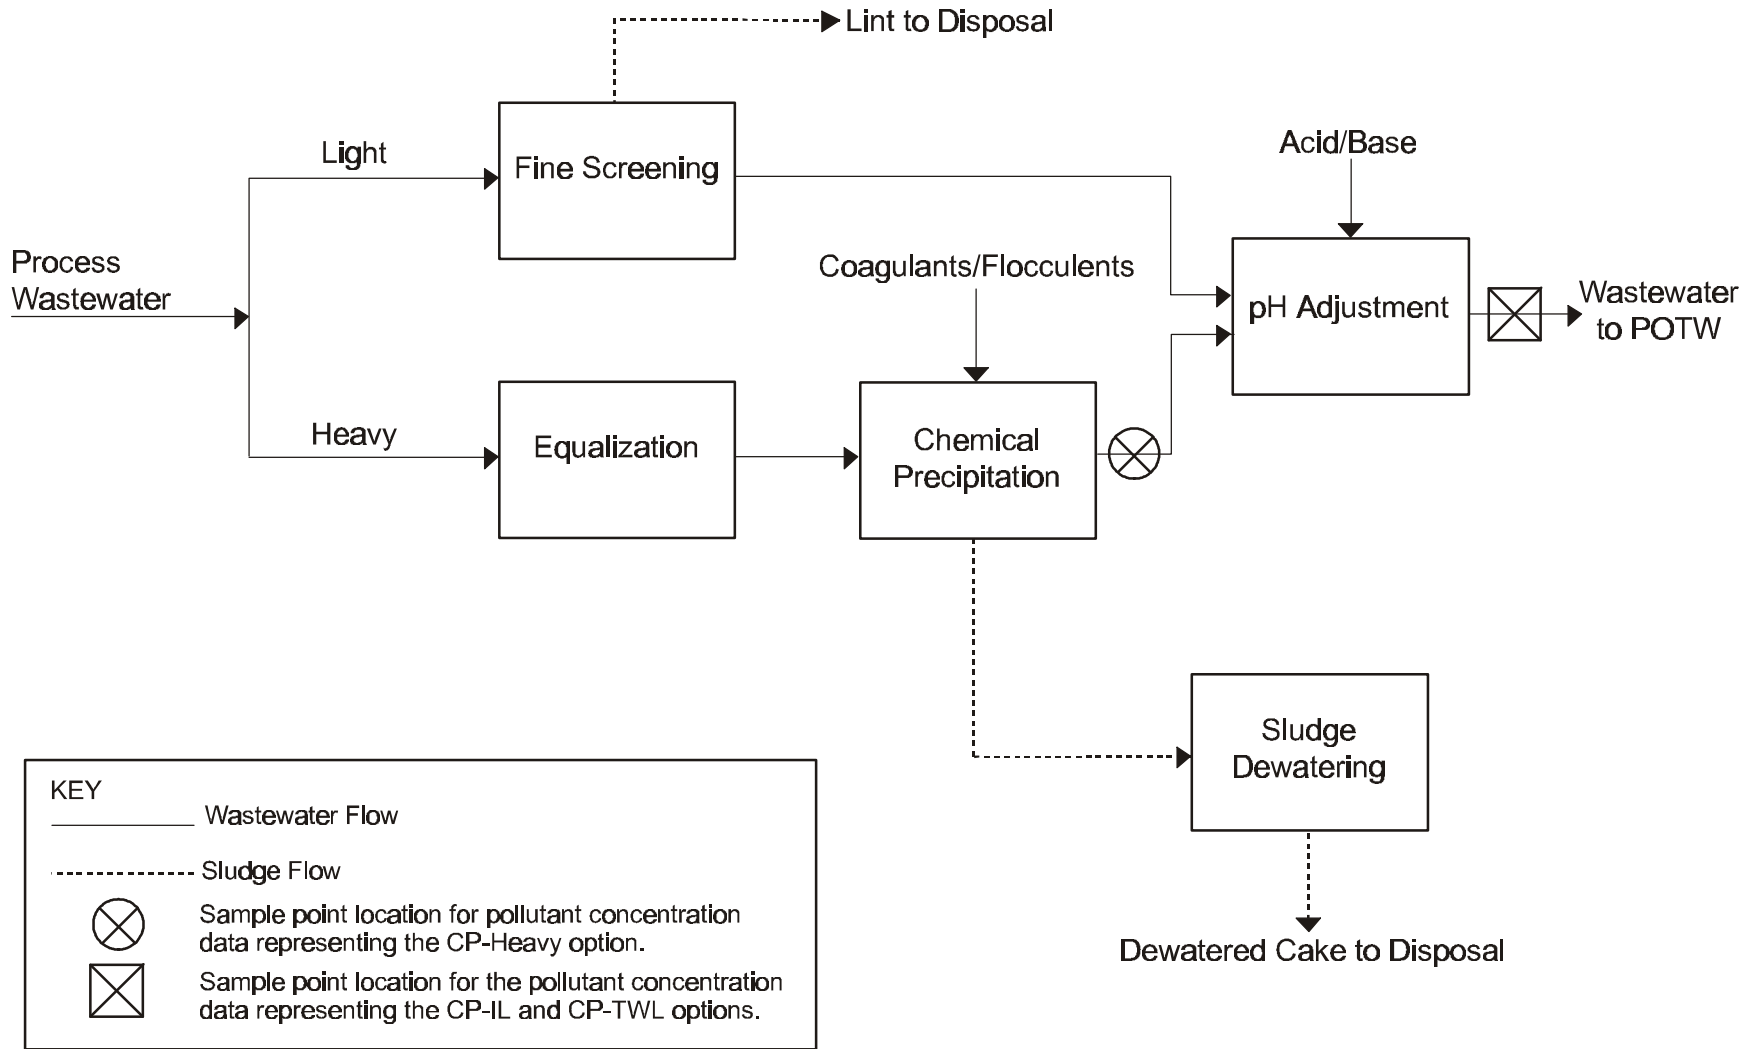 Lint to Disposal
Light
Fine Screening
Acid/Base
Process
Wastewater
Coagulants/Flocculents
pH Adjustment
Wastewater
to POTW
Heavy
Equalization
Chemical
Precipitation
Sludge
Dewatering
Dewatered Cake to Disposal
KEY
Wastewater Flow
Sludge Flow
Sample point location for pollutant concentration
data representing the CP-Heavy option.
Sample point location for the pollutant concentration
data representing the CP-IL and CP-TWL options.